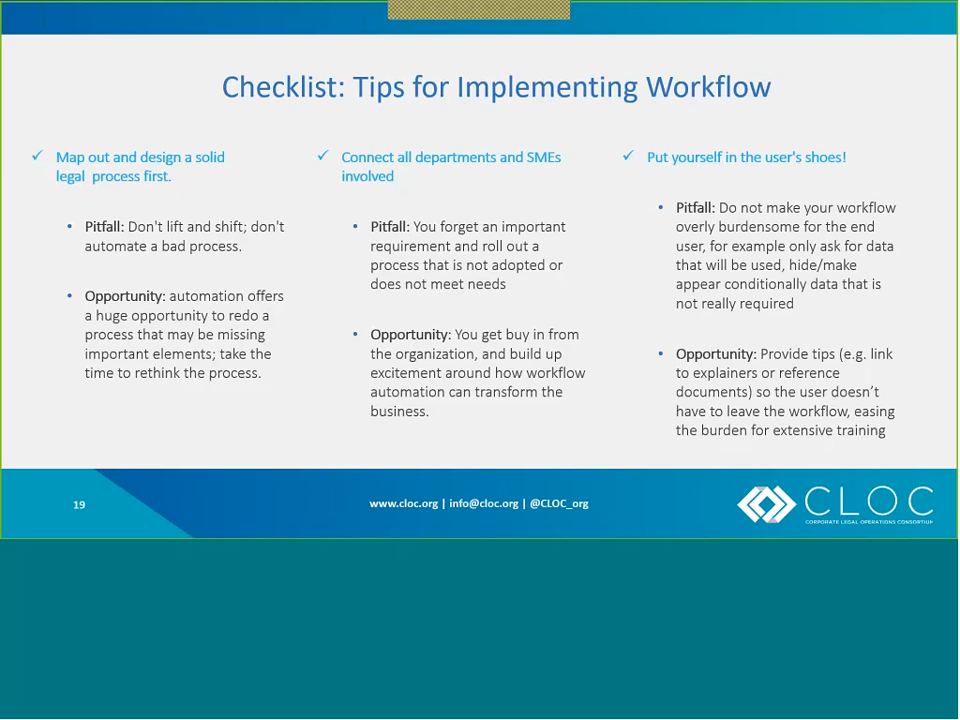 Checklist: Tips for Implementing Workflow
✓ Map out and design a solid
legal process first.
• Pitfall: Don't lift and shift; don't
automate a bad process.
• Opportunity: automation offers
a huge opportunity to redo a
process that may be missing
important elements; take the
time to rethink the process.
✓ Connect all departments and SMEs
involved
• Pitfall: You forget an important
requirement and roll out a
process that is not adopted or
does not meet needs
• Opportunity: You get buy in from
the organization, and build up
excitement around how workflow
automation can transform the
business.
✓ Put yourself in the user's shoes!
• Pitfall: Do not make your workflow
overly burdensome for the end
user, for example only ask for data
that will be used, hide/make
appear conditionally data that is
not really required
• Opportunity: Provide tips (e.g. link
to explainers or reference
documents) so the user doesn’t
have to leave the workflow, easing
the burden for extensive training
19
www.cloc.org | info@cloc.org | @CLOC_org
CLOC
CORPORATE LEGAL OPERATIONS CONSORTIUM